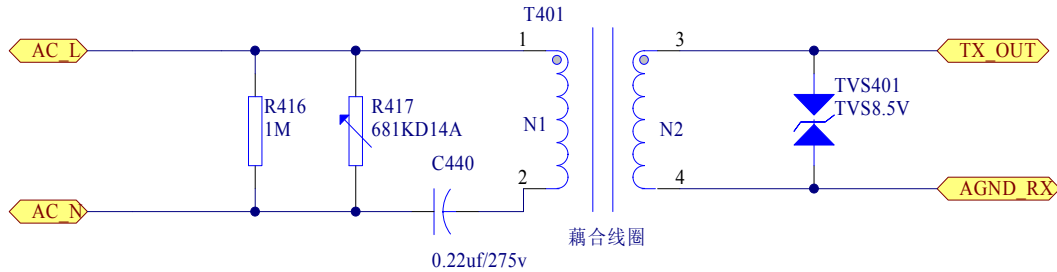 T401
AC_L
1
3
TX_OUT
R416
1M
R417
681KD14A
N1
N2
TVS401
TVS8.5V
C440
2
4
AC_N
AGND_RX
藕合线圈
0.22uf/275v